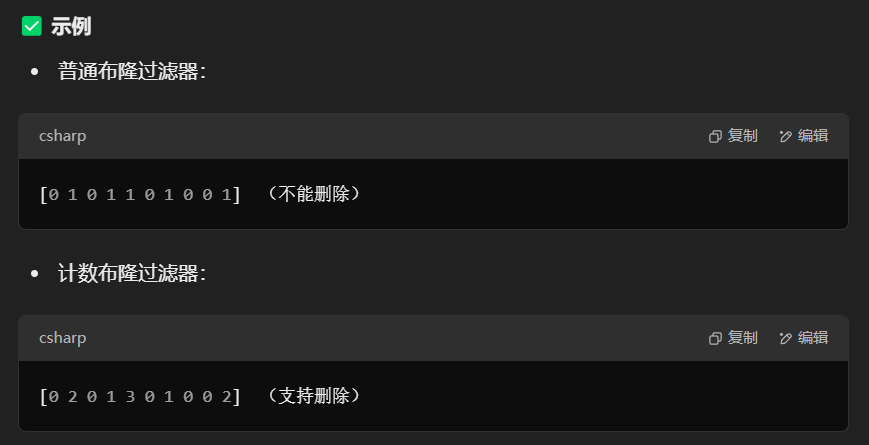 ✅ 示例
• 普通布隆过滤器:
csharp 复制 编辑
[0 1 0 1 1 0 1 0 0 1] （不能删除）
• 计数布隆过滤器:
csharp 复制 编辑
[0 2 0 1 3 0 1 0 0 2] （支持删除）